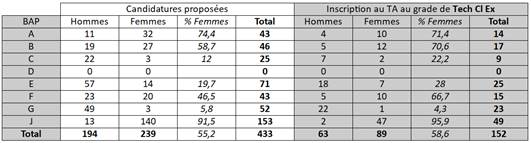 Candidatures proposées Inscription au TA au grade de Tech Cl Ex
BAP Hommes Femmes % Femmes Total Hommes Femmes % Femmes Total
A 11 32 74,4 43 4 10 71,4 14
B 19 27 58,7 46 5 12 70,6 17
C 22 3 12 25 7 2 22,2 9
D 0 0 0 0 0 0
E 57 14 19,7 71 18 7 28 25
F 23 20 46,5 43 5 10 66,7 15
G 49 3 5,8 52 22 1 4,3 23
J 13 140 91,5 153 2 47 95,9 49
Total 194 239 55,2 433 63 89 58,6 152